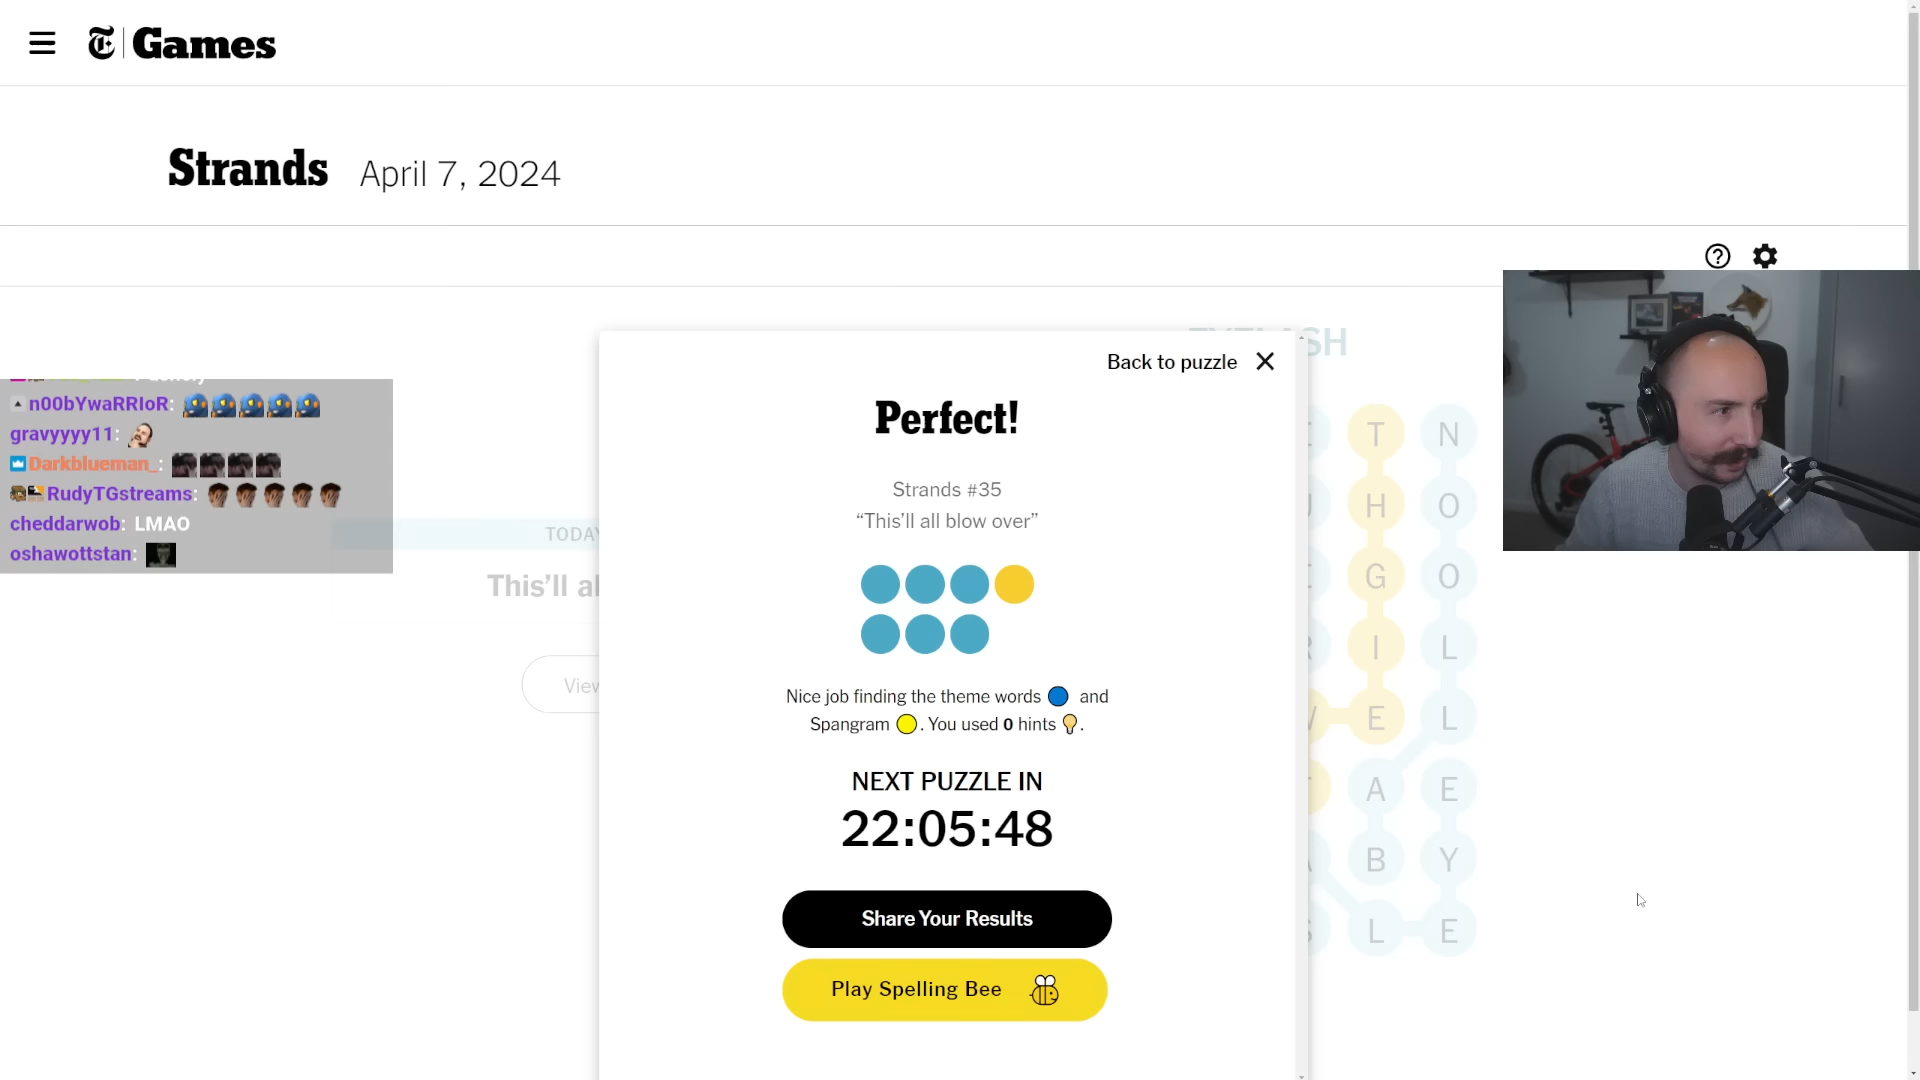 Games
Strands April 7, 2024
Back to puzzle
n00bYwaRRIoR:
gravyyyy11:
Darkblueman_:
RudyTGstreams:
cheddarwob: LMAO
oshawottstan:
TODAY
This'll al
View
Perfect!
Strands #35
“This’ll all blow over”
Nice job finding the theme words and
Spangram . You used 0 hints .
NEXT PUZZLE IN
22:05:48
Share Your Results
Play Spelling Bee
SH
T N
H O
G O
I L
E L
A E
B Y
L E